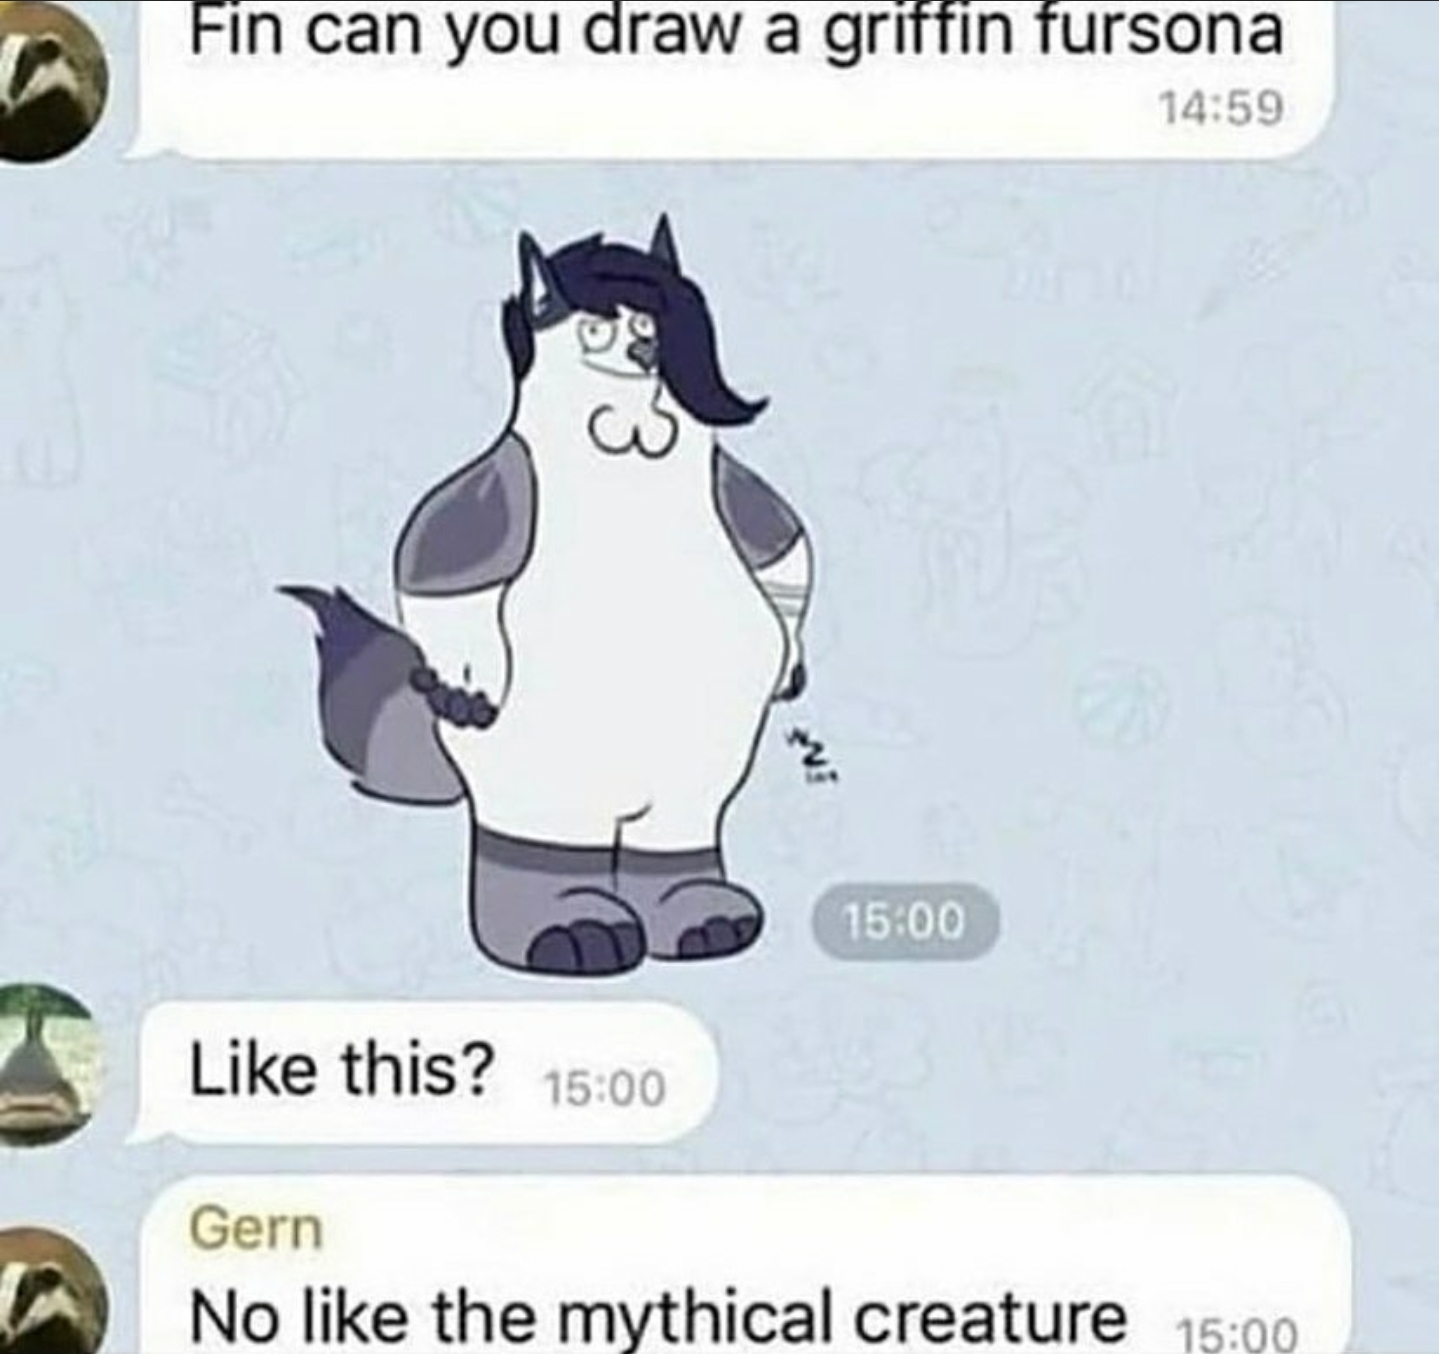 Fin can you draw a griffin fursona
14:59
15:00
Like this? 15:00
Gern
No like the mythical creature 15:00